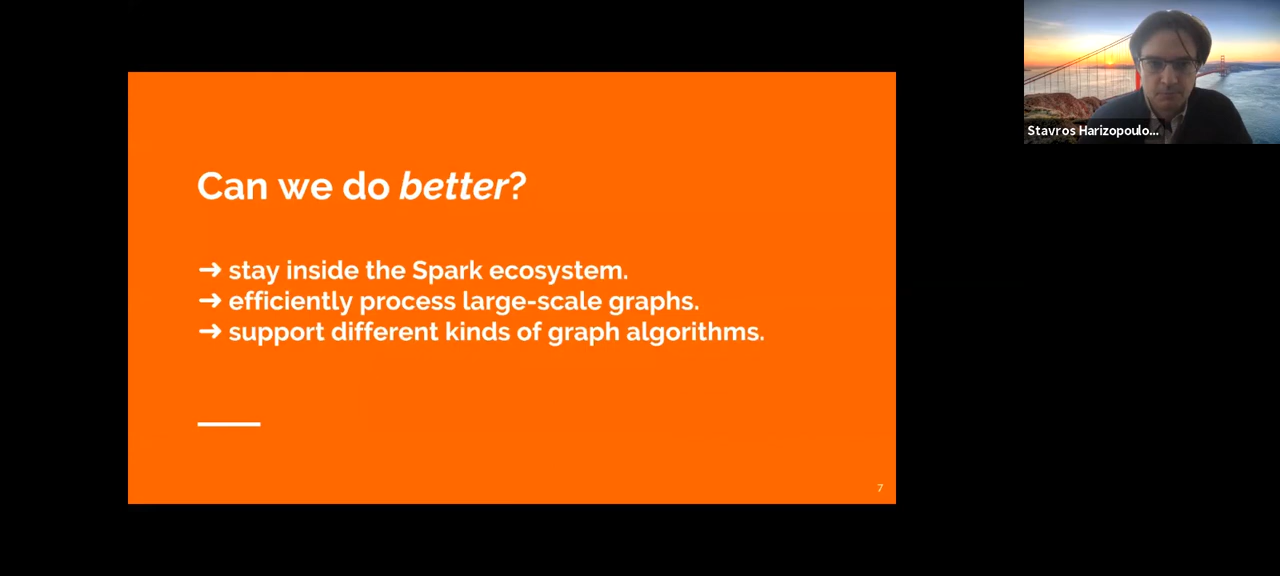 Can we do better?
➜ stay inside the Spark ecosystem.
➜ efficiently process large-scale graphs.
➜ support different kinds of graph algorithms.
7
Stavros Harizopoulo...